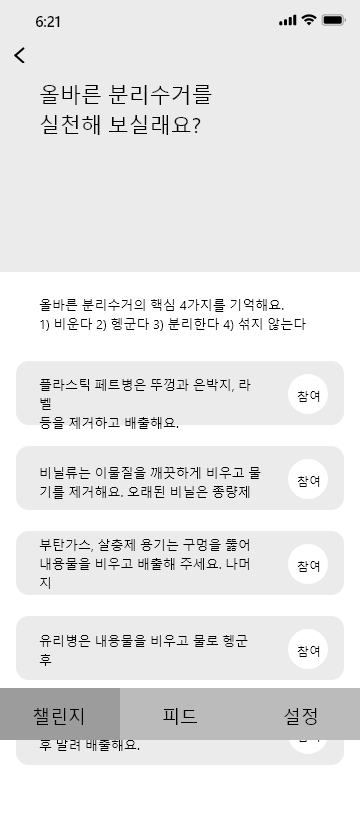 6:21
올바른 분리수거를
실천해 보실래요?
올바른 분리수거의 핵심 4가지를 기억해요.
1) 비운다 2) 헹군다 3) 분리한다 4) 섞지 않는다
플라스틱 페트병은 뚜껑과 은박지, 라
벨
등을 제거하고 배출해요.
참여
비닐류는 이물질을 깨끗하게 비우고 물
기를 제거해요. 오래된 비닐은 종량제
참여
부탄가스, 살충제 용기는 구멍을 뚫어
내용물을 비우고 배출해 주세요. 나머
지
참여
유리병은 내용물을 비우고 물로 헹군
후
참여
챌린지
피드
설정
후 말려 배출해요.